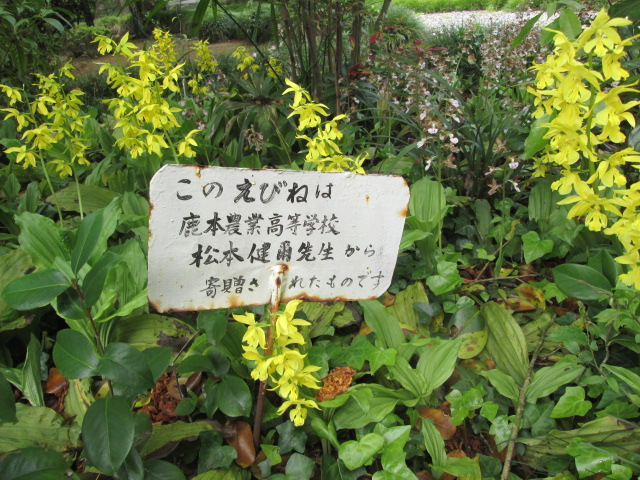 この えびねは
鹿本農業高等学校
松本健爾先生から
寄贈されたものです